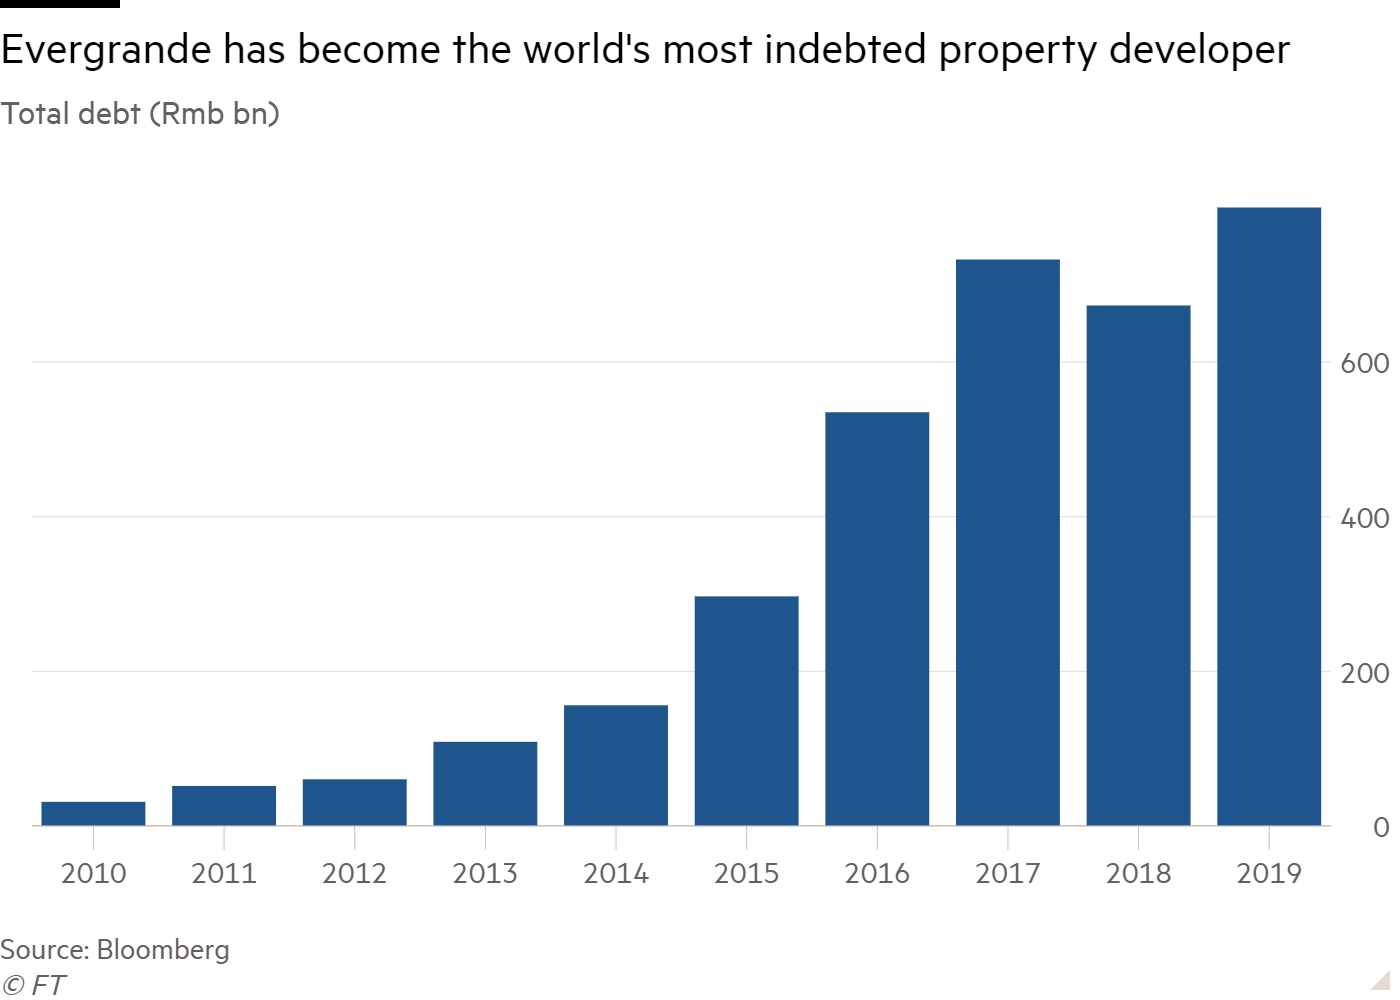 Evergrande has become the world's most indebted property developer
Total debt (Rmb bn)
600
400
200
0
2010 2011 2012 2013 2014 2015 2016 2017 2018 2019
Source: Bloomberg
© FT